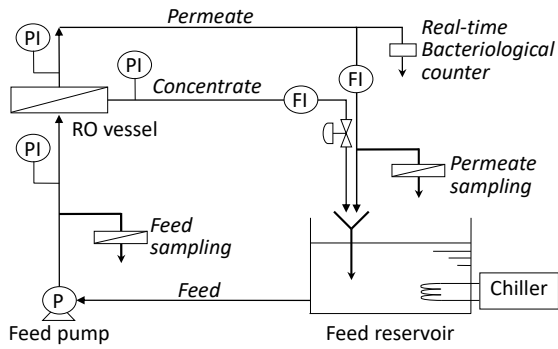 Permeate
Real-time
Bacteriological
counter
PI
PI
FI
Concentrate
FI
RO vessel
PI
Permeate
sampling
Feed
sampling
P
Feed
Chiller
Feed pump
Feed reservoir